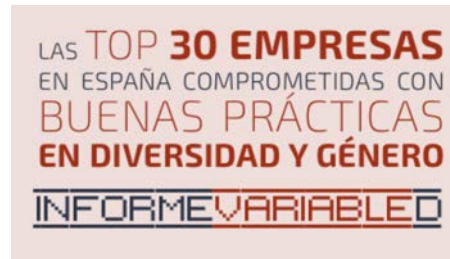 LAS TOP 30 EMPRESAS
EN ESPAÑA COMPROMETIDAS CON
BUENAS PRÁCTICAS
EN DIVERSIDAD Y GÉNERO
INFORMEVARIABLED